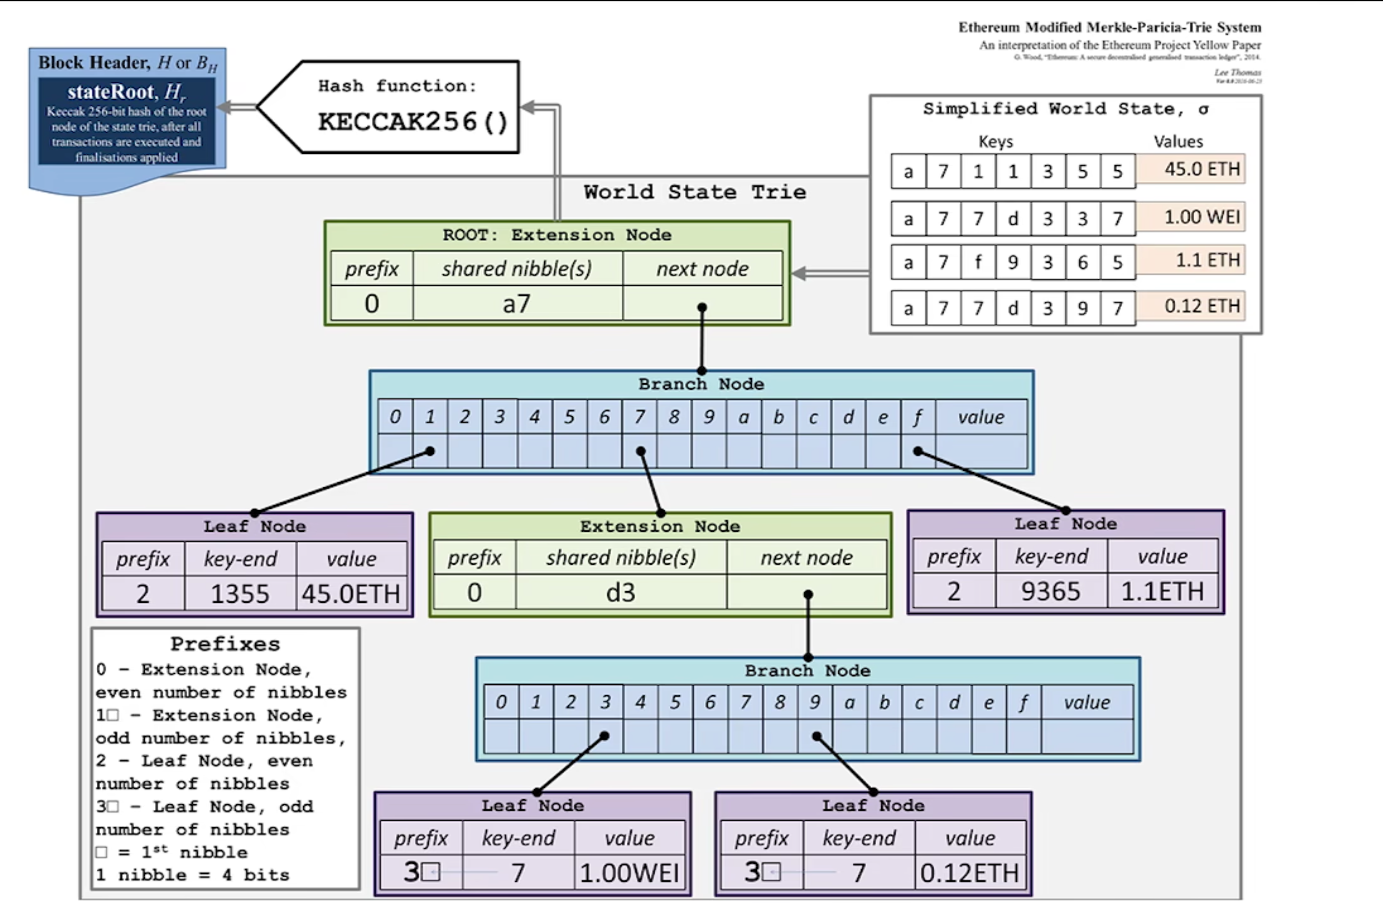 Ethereum Modified Merkle-Paricia-Trie System
An interpretation of the Ethereum Project Yellow Paper
G. Wood, "Ethereum: A secure decentralised generalised transaction ledger", 2014.
Lee Thomas
Block Header, H or B_H
stateRoot, H_r
Keccak 256-bit hash of the root
node of the state trie, after all
transactions are executed and
finalisations applied
Hash function:
KECCAK256()
Simplified World State, σ
Keys Values
a 7 1 1 3 5 5 45.0 ETH
a 7 7 d 3 3 7 1.00 WEI
a 7 f 9 3 6 5 1.1 ETH
a 7 7 d 3 9 7 0.12 ETH
World State Trie
ROOT: Extension Node
prefix shared nibble(s) next node
0 a7
Branch Node
0 1 2 3 4 5 6 7 8 9 a b c d e f value
Leaf Node
prefix key-end value
2 1355 45.0ETH
Extension Node
prefix shared nibble(s) next node
0 d3
Leaf Node
prefix key-end value
2 9365 1.1ETH
Branch Node
0 1 2 3 4 5 6 7 8 9 a b c d e f value
Leaf Node
prefix key-end value
3□ 7 1.00WEI
Leaf Node
prefix key-end value
3□ 7 0.12ETH
Prefixes
0 – Extension Node,
even number of nibbles
1□ – Extension Node,
odd number of nibbles,
2 – Leaf Node, even
number of nibbles
3□ – Leaf Node, odd
number of nibbles
□ = 1st nibble
1 nibble = 4 bits